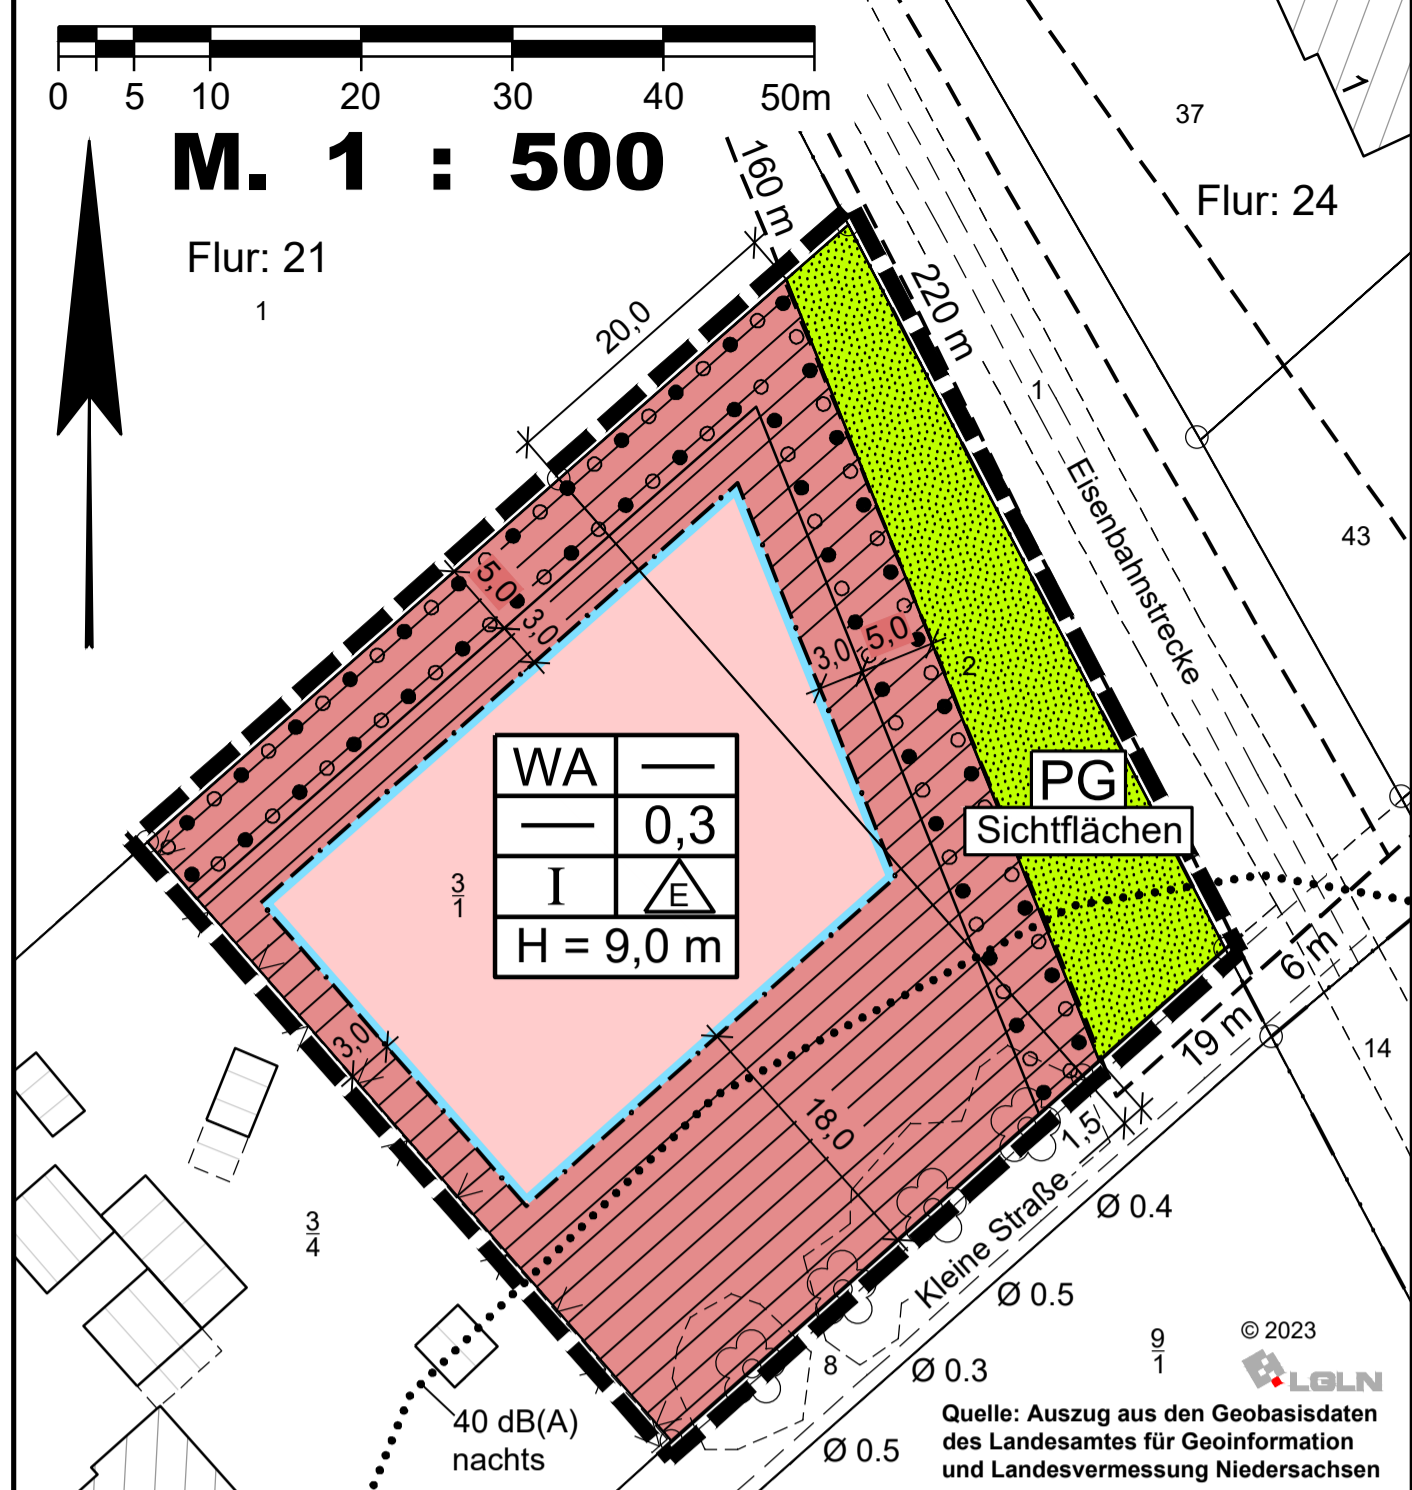 0 5 10 20 30 40 50m
M. 1 : 500
Flur: 21
1
160 m
37
1
Flur: 24
20,0
220 m
1
Eisenbahnstrecke
43
5,0
3,0
3,0
5,0
2
WA —
— 0,3
I E
H = 9,0 m
PG
Sichtflächen
3
1
3,0
6 m
19 m
14
18,0
1,5
Kleine Straße
Ø 0.4
3
4
Ø 0.5
8
Ø 0.3
9
1
© 2023
LGLN
40 dB(A)
nachts
Ø 0.5
Quelle: Auszug aus den Geobasisdaten
des Landesamtes für Geoinformation
und Landesvermessung Niedersachsen